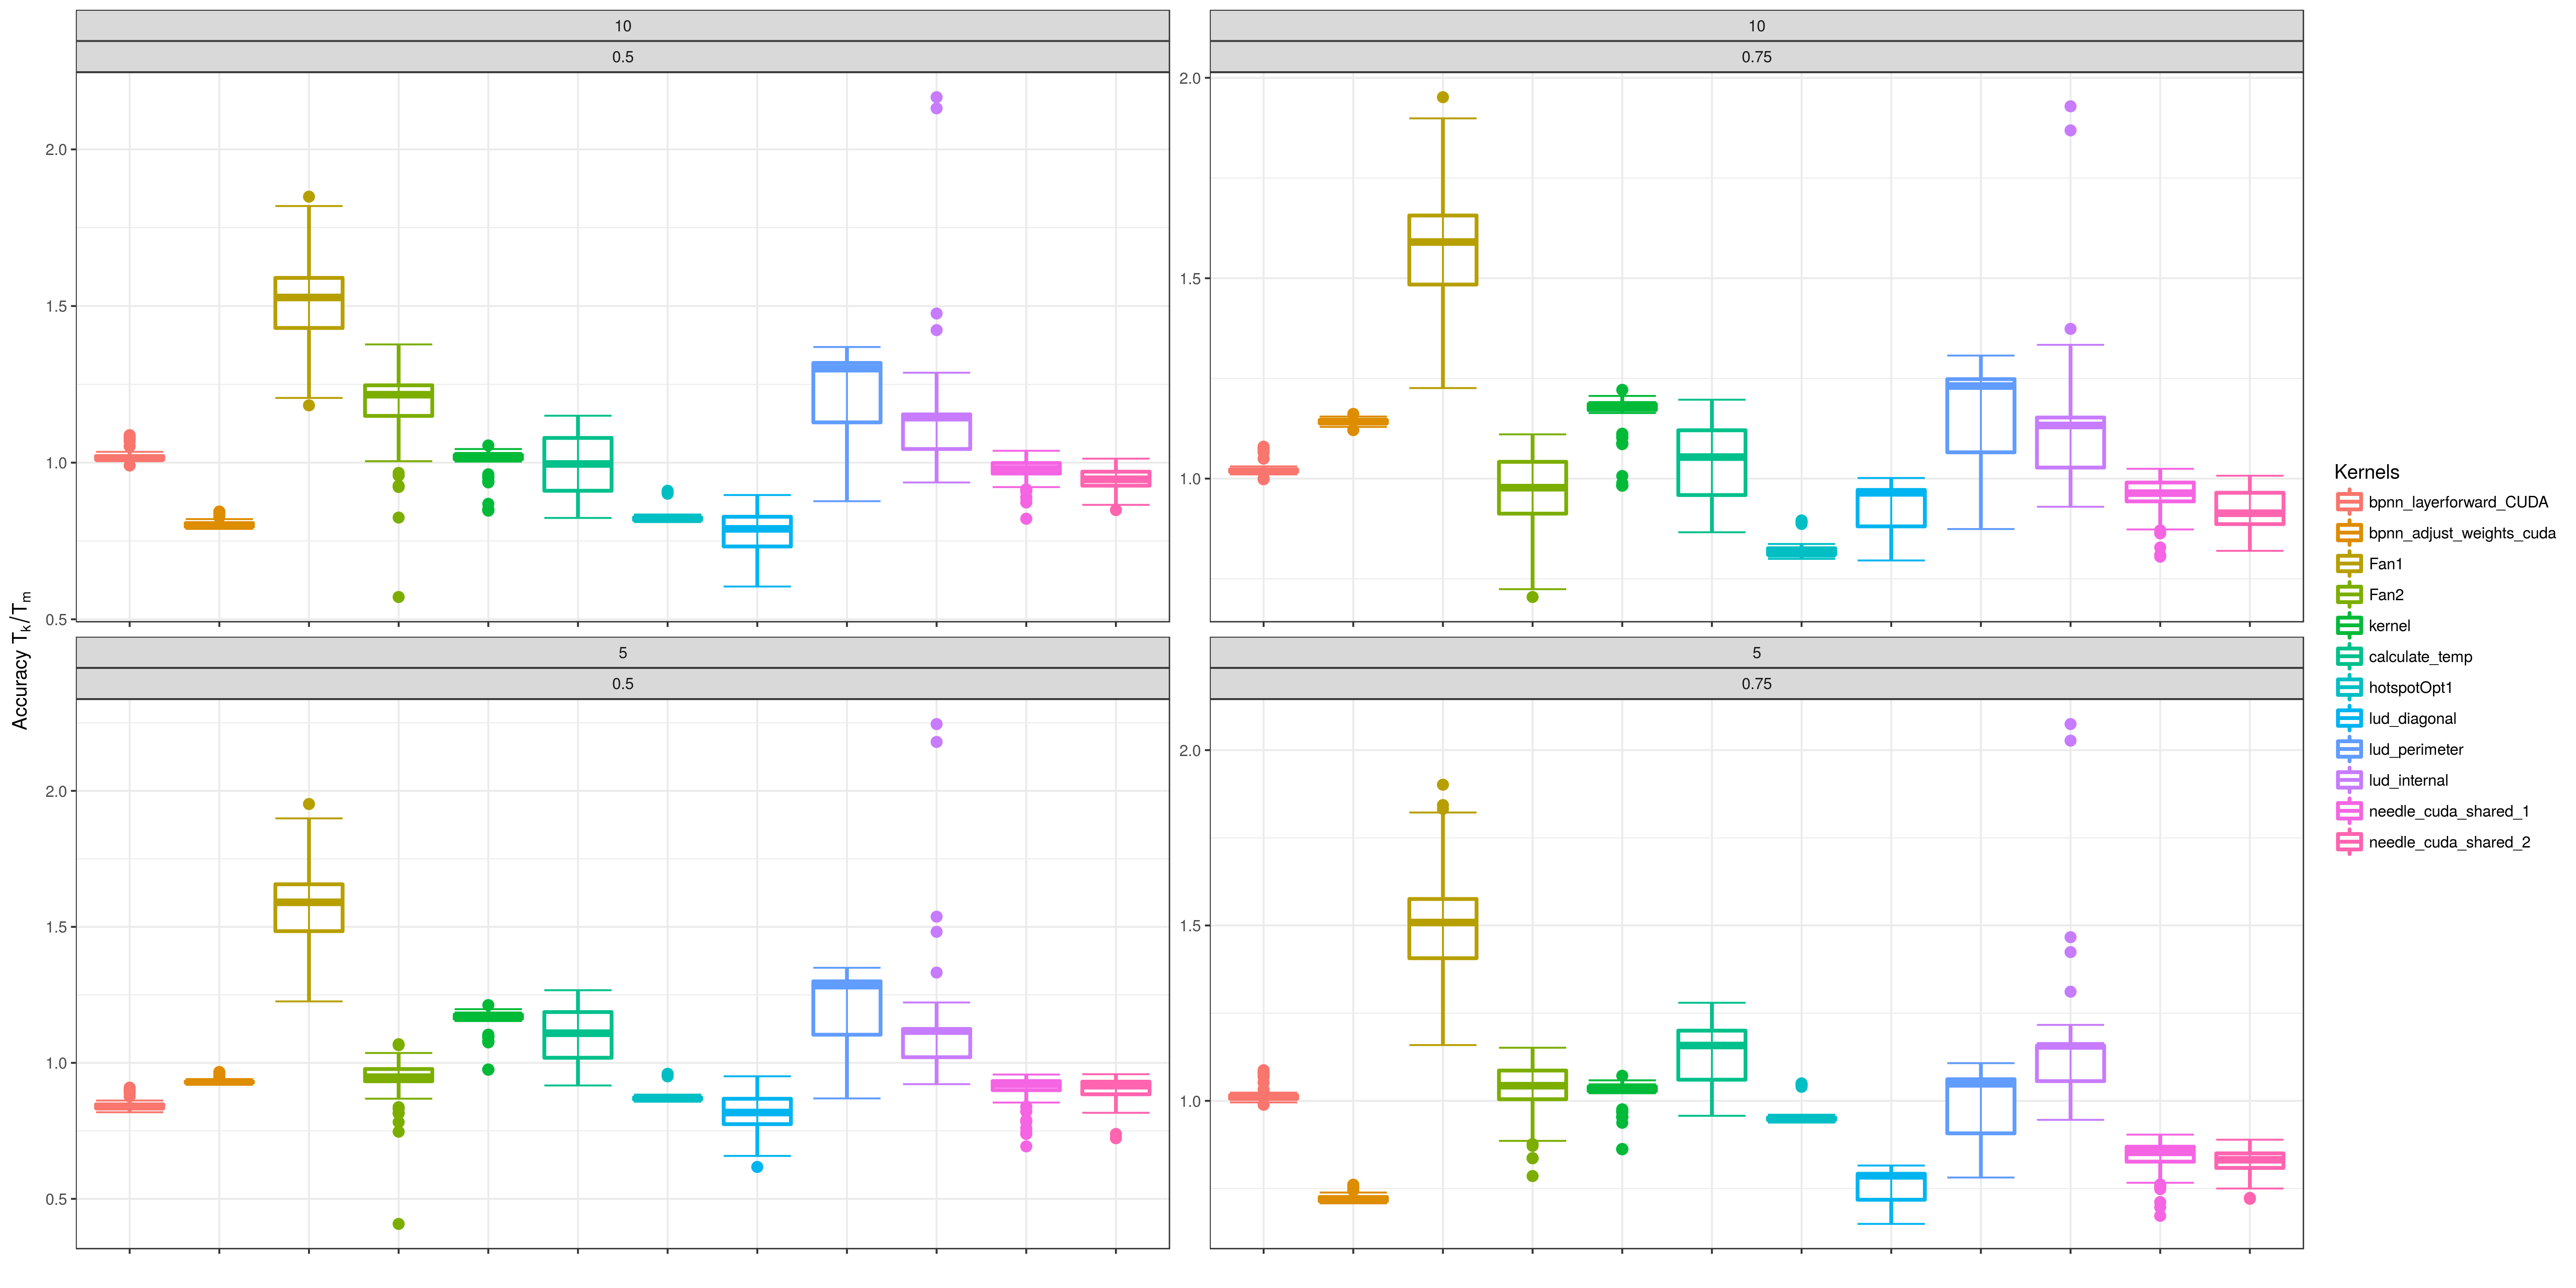 10
0.5
10
0.75
2.0
1.5
1.0
0.5
2.0
1.5
1.0
5
0.5
5
0.75
2.0
1.5
1.0
0.5
2.0
1.5
1.0
Accuracy Tk/Tm
Kernels
bpnn_layerforward_CUDA
bpnn_adjust_weights_cuda
Fan1
Fan2
kernel
calculate_temp
hotspotOpt1
lud_diagonal
lud_perimeter
lud_internal
needle_cuda_shared_1
needle_cuda_shared_2